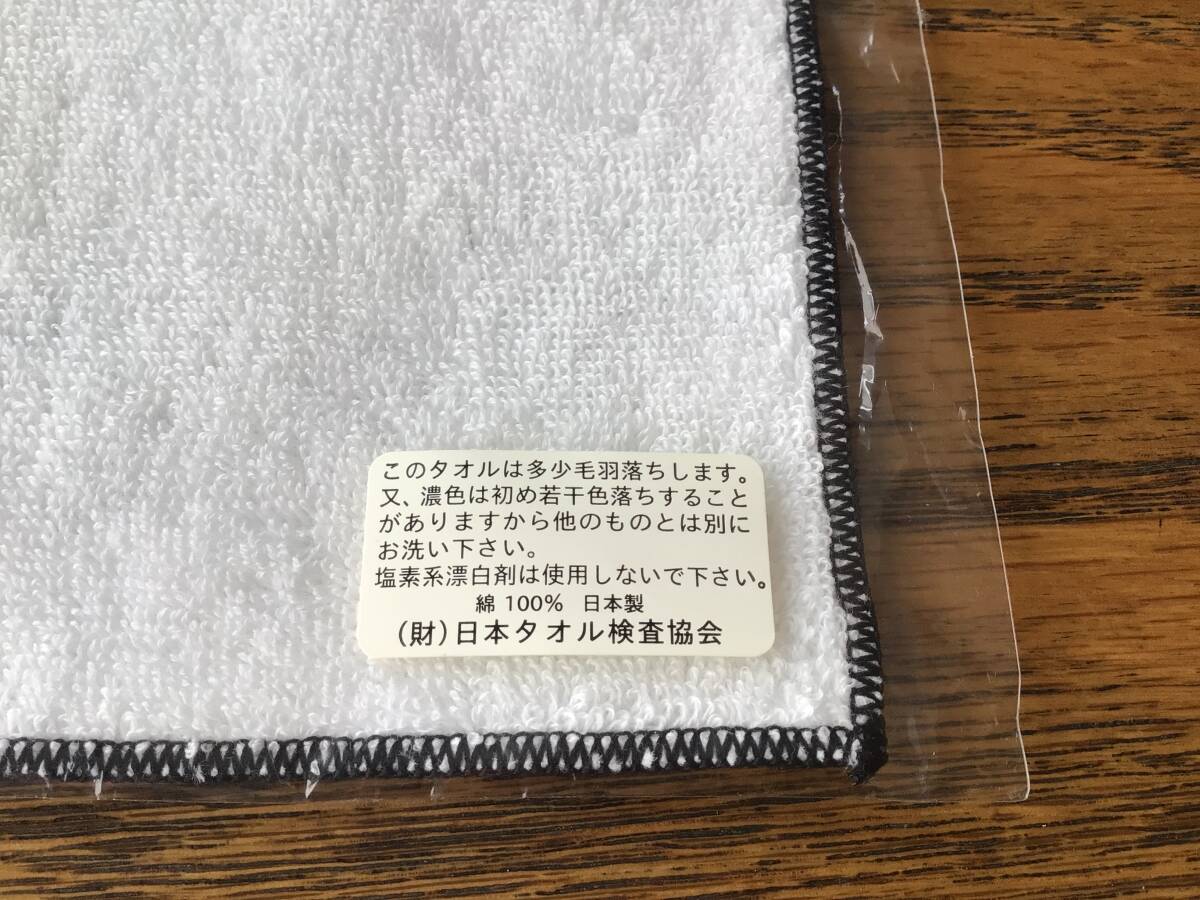 このタオルは多少毛羽落ちします。
又、濃色は初め若干色落ちすること
がありますから他のものとは別に
お洗い下さい。
塩素系漂白剤は使用しないで下さい。
綿 100% 日本製
(財)日本タオル検査協会